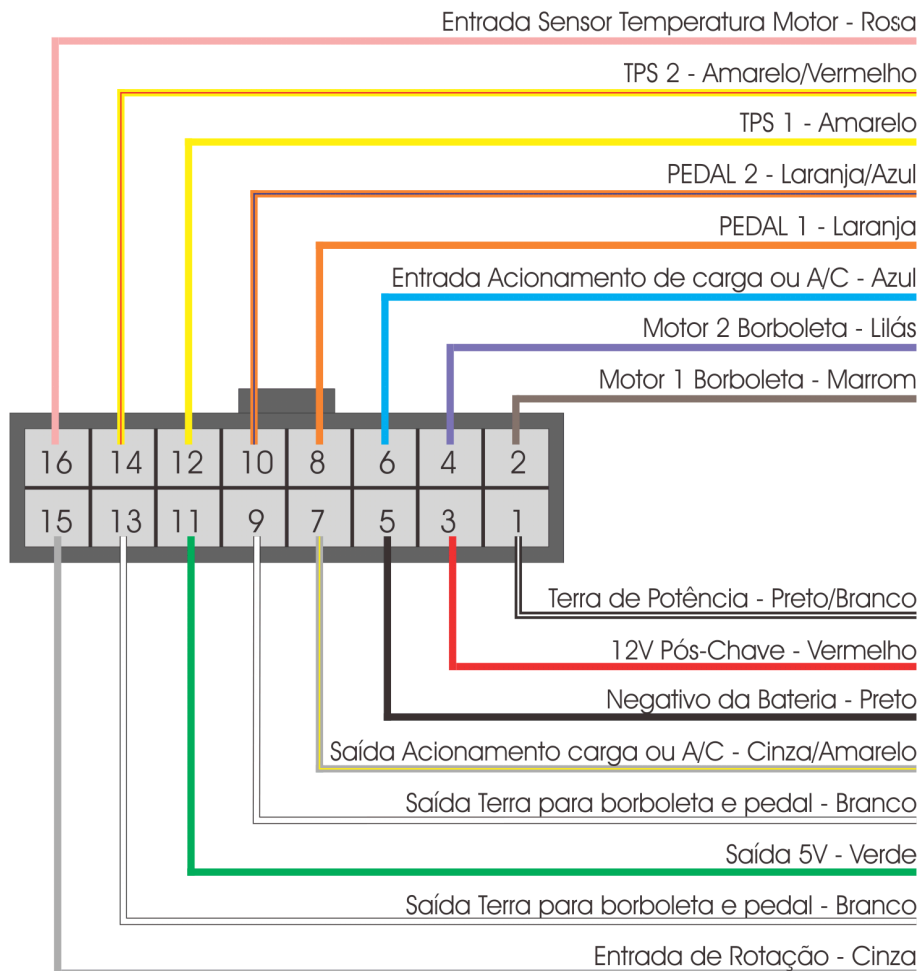 Entrada Sensor Temperatura Motor - Rosa
TPS 2 - Amarelo/Vermelho
TPS 1 - Amarelo
PEDAL 2 - Laranja/Azul
PEDAL 1 - Laranja
Entrada Acionamento de carga ou A/C - Azul
Motor 2 Borboleta - Lilás
Motor 1 Borboleta - Marrom
16 14 12 10 8 6 4 2
15 13 11 9 7 5 3 1
Terra de Potência - Preto/Branco
12V Pós-Chave - Vermelho
Negativo da Bateria - Preto
Saída Acionamento carga ou A/C - Cinza/Amarelo
Saída Terra para borboleta e pedal - Branco
Saída 5V - Verde
Saída Terra para borboleta e pedal - Branco
Entrada de Rotação - Cinza